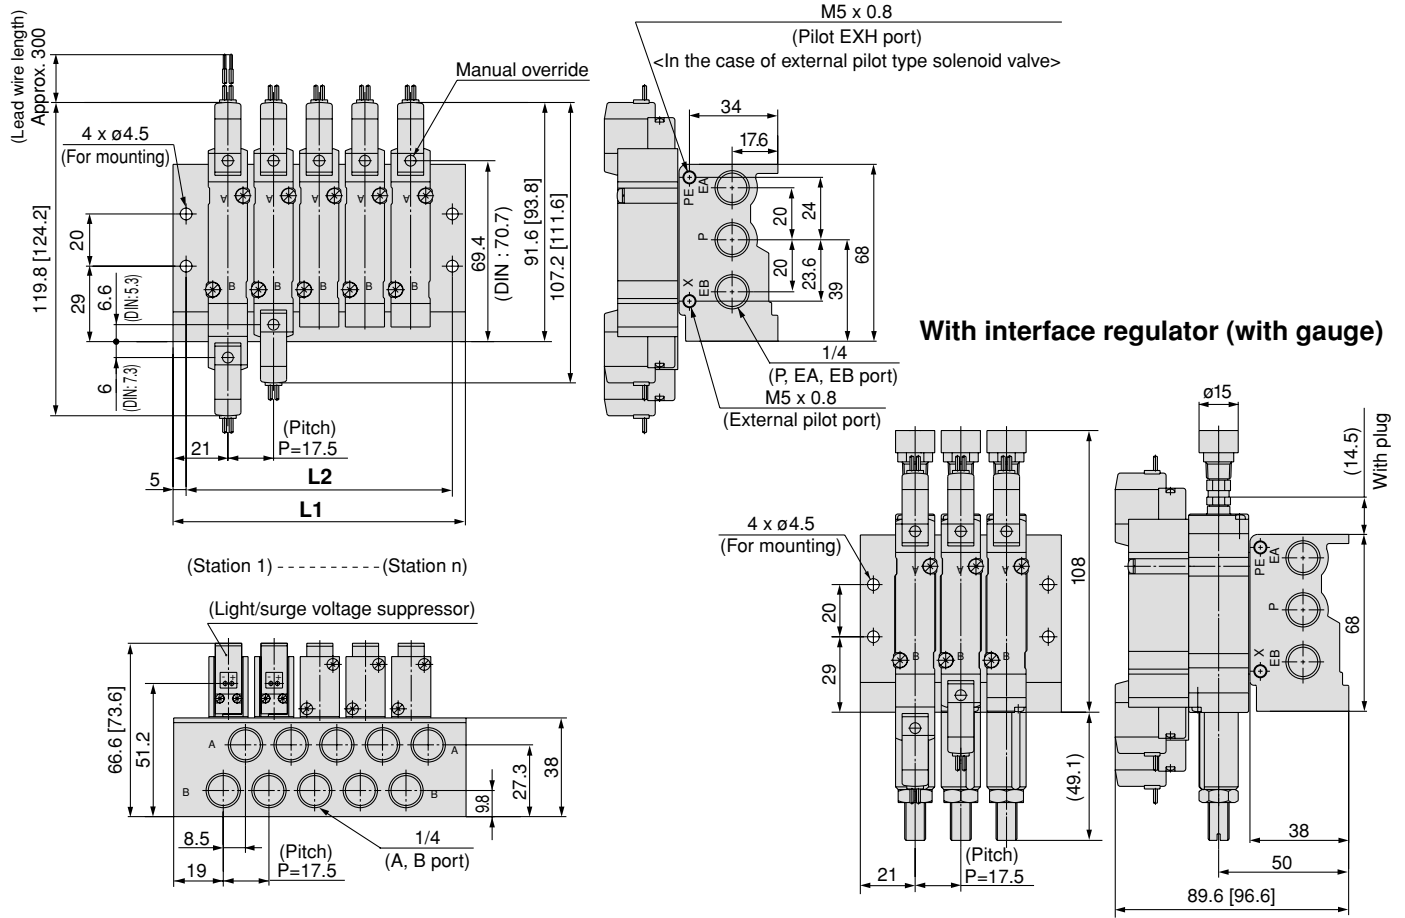 (Lead wire length)
Approx. 300
4 x ø4.5
(For mounting)
Manual override
A A A A A
B B B B B
119.8 [124.2]
20
29
6.6
(DIN: 5.3)
6
(DIN: 7.3)
69.4
(DIN : 70.7)
91.6 [93.8]
107.2 [111.6]
21
(Pitch)
P=17.5
5
L2
L1
M5 x 0.8
(Pilot EXH port)
<In the case of external pilot type solenoid valve>
34
17.6
PE
EA
P
X
EB
20
24
20
23.6
39
68
1/4
(P, EA, EB port)
M5 x 0.8
(External pilot port)
(Station 1) - - - - - - - - - - (Station n)
(Light/surge voltage suppressor)
66.6 [73.6]
51.2
A A
B B
9.8
27.3
38
8.5
19
(Pitch)
P=17.5
1/4
(A, B port)
With interface regulator (with gauge)
4 x ø4.5
(For mounting)
A A A
B B B
20
29
108
(49.1)
21
(Pitch)
P=17.5
ø15
(14.5)
With plug
PE
EA
P
X
EB
68
38
50
89.6 [96.6]